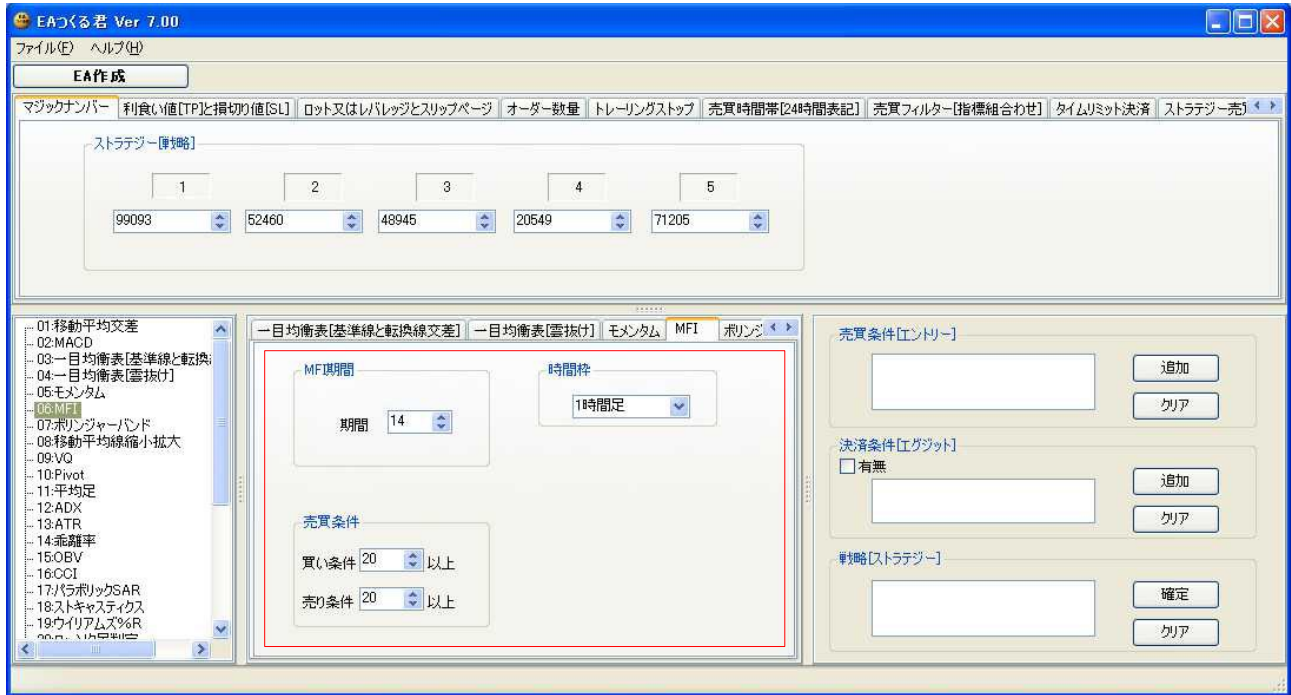 EAつくる君 Ver 7.00
ファイル(F) ヘルプ(H)
EA作成
マジックナンバー 利食い値[TP]と損切り値[SL] ロット又はレバレッジとスリップページ オーダー数量 トレーリングストップ 売買時間帯[24時間表記] 売買フィルター[指標組合わせ] タイムリミット決済 ストラテジー売
ストラテジー[戦略]
1 2 3 4 5
99093 52460 48945 20549 71205
01:移動平均交差
02:MACD
03:一目均衡表[基準線と転換
04:一目均衡表[雲抜け]
05:モメンタム
06:MFI
07:ボリンジャーバンド
08:移動平均線縮小拡大
09:VQ
10:Pivot
11:平均足
12:ADX
13:ATR
14:乖離率
15:OBV
16:CCI
17:パラボリックSAR
18:ストキャスティクス
19:ウイリアムズ%R
一目均衡表[基準線と転換線交差] 一目均衡表[雲抜け] モメンタム MFI ボリンジ
MFI期間
期間 14
時間枠
1時間足
売買条件
買い条件 20 以上
売り条件 20 以上
売買条件[エントリー]
追加
クリア
決済条件[エグジット]
有無
追加
クリア
戦略[ストラテジー]
確定
クリア